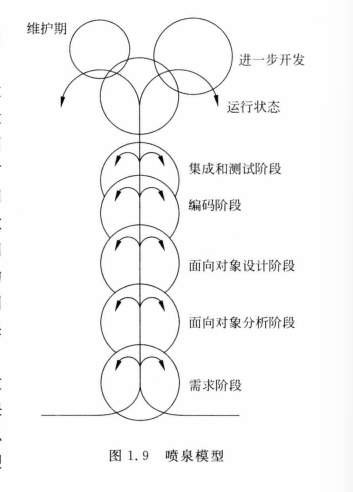 维护期
进一步开发
运行状态
集成和测试阶段
编码阶段
面向对象设计阶段
面向对象分析阶段
需求阶段
图 1.9 喷泉模型